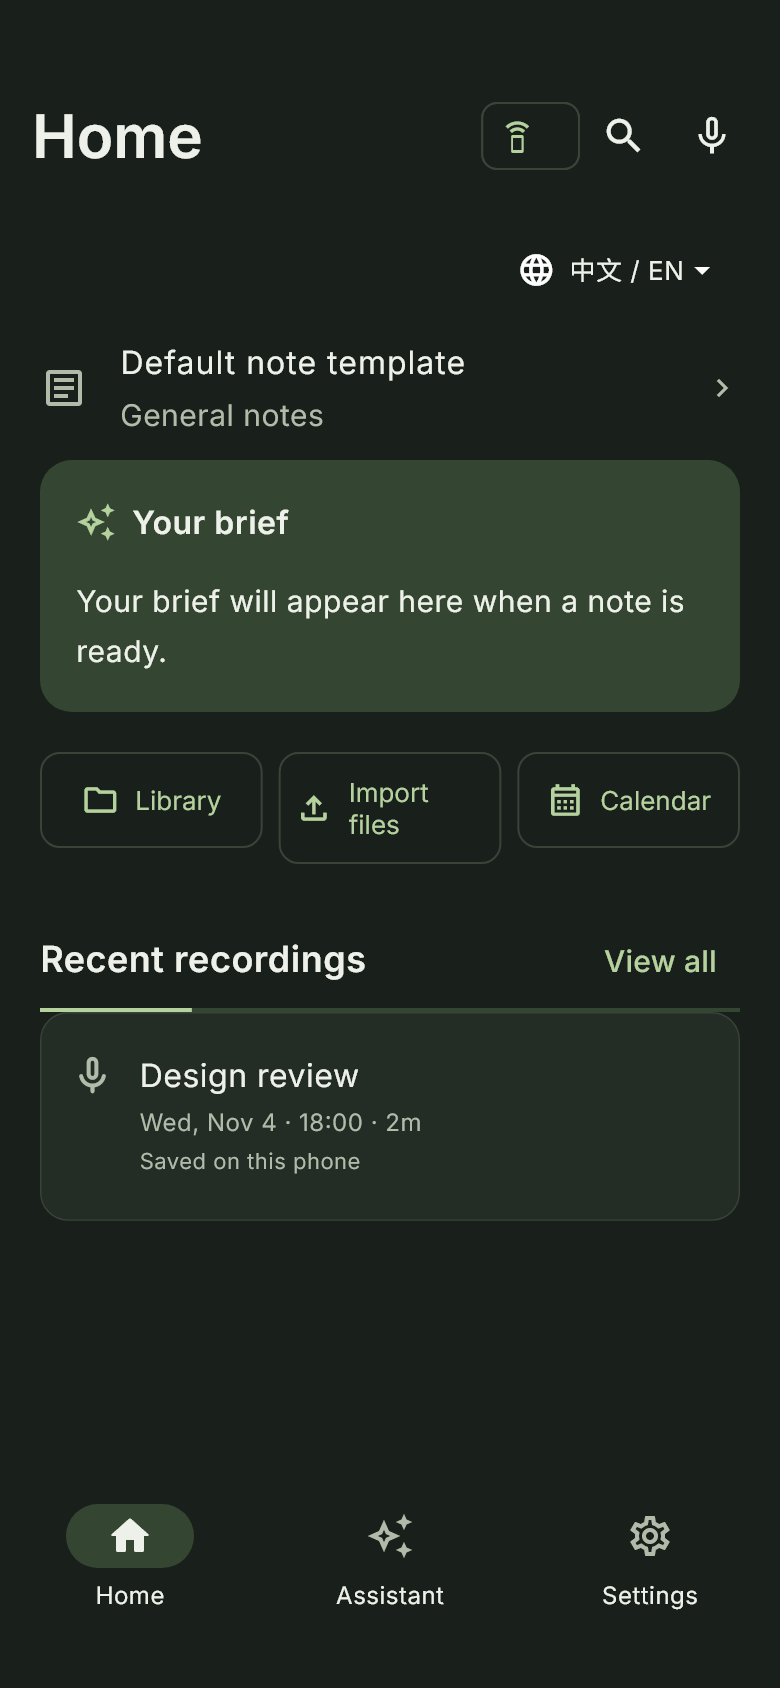 Home
中文 / EN
Default note template
General notes
Your brief
Your brief will appear here when a note is
ready.
Library
Import
files
Calendar
Recent recordings
View all
Design review
Wed, Nov 4 · 18:00 · 2m
Saved on this phone
Home
Assistant
Settings